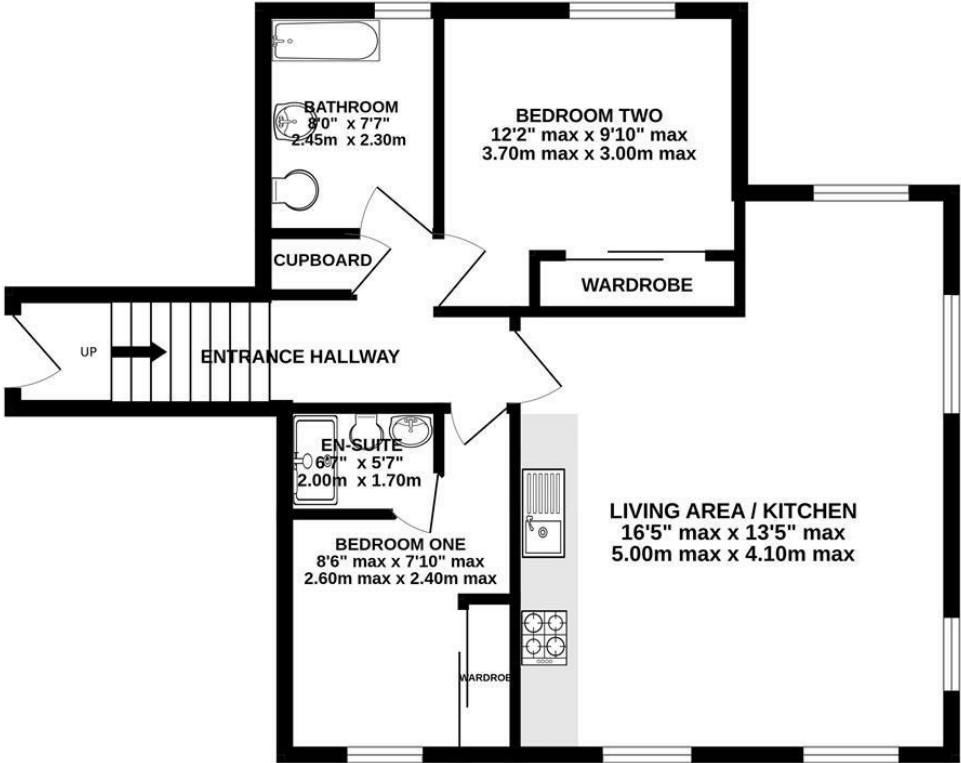 BATHROOM
8'0" x 7'7"
2.45m x 2.30m
BEDROOM TWO
12'2" max x 9'10" max
3.70m max x 3.00m max
CUPBOARD
WARDROBE
UP
ENTRANCE HALLWAY
EN-SUITE
6'7" x 5'7"
2.00m x 1.70m
LIVING AREA / KITCHEN
16'5" max x 13'5" max
5.00m max x 4.10m max
BEDROOM ONE
8'6" max x 7'10" max
2.60m max x 2.40m max
WARDROBE